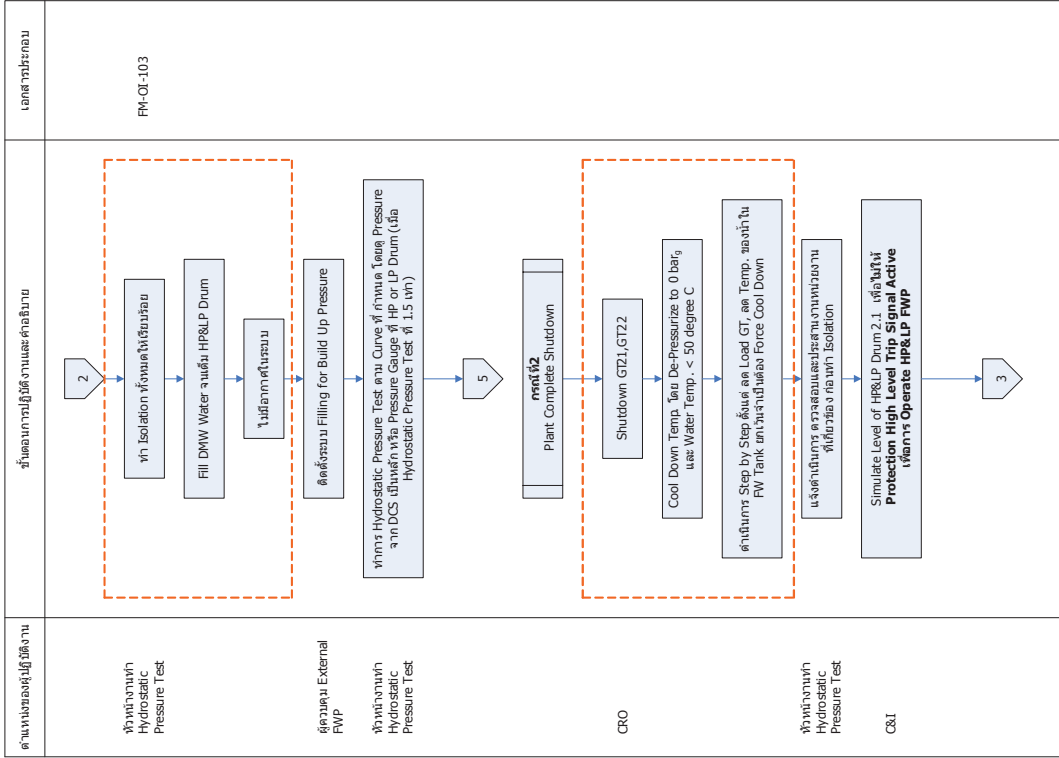 ตำแหน่งของผู้ปฏิบัติงาน
ขั้นตอนการปฏิบัติงานและคำอธิบาย
เอกสารประกอบ
2
หัวหน้างานทำ
Hydrostatic
Pressure Test
ทำ Isolation ทั้งหมดให้เรียบร้อย
FM-OI-103
Fill DMW Water จนเต็ม HP&LP Drum
ไม่มีอากาศในระบบ
ผู้ควบคุม External
FWP
ติดตั้งระบบ Filling for Build Up Pressure
หัวหน้างานทำ
Hydrostatic
Pressure Test
ทำการ Hydrostatic Pressure Test ตาม Curve ที่ กำหนด โดยดู Pressure
จาก DCS เป็นหลัก หรือ Pressure Gauge ที่ HP or LP Drum (เมื่อ
Hydrostatic Pressure Test ที่ 1.5 เท่า)
5
กรณีที่2
Plant Complete Shutdown
CRO
Shutdown GT21,GT22
Cool Down Temp. โดย De-Pressurize to 0 barg
และ Water Temp. < 50 degree C
ดำเนินการ Step by Step ตั้งแต่ ลด Load GT, ลด Temp. ของน้ำใน
FW Tank ยกเว้นจำเป็นต้อง Force Cool Down
หัวหน้างานทำ
Hydrostatic
Pressure Test
แจ้งดำเนินการ ตรวจสอบและประสานงานหน่วยงาน
ที่เกี่ยวข้อง ก่อนทำ Isolation
C&I
Simulate Level of HP&LP Drum 2.1 เพื่อไม่ให้
Protection High Level Trip Signal Active
เพื่อการ Operate HP&LP FWP
3